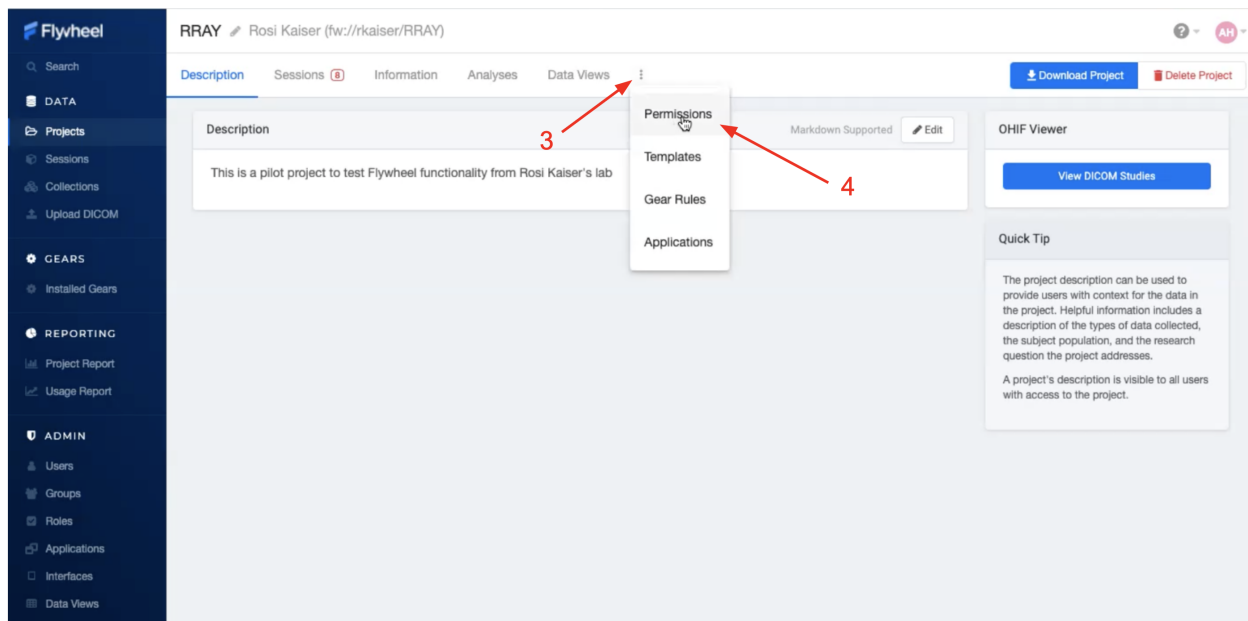 Flywheel
Search
DATA
Projects
Sessions
Collections
Upload DICOM
GEARS
Installed Gears
REPORTING
Project Report
Usage Report
ADMIN
Users
Groups
Roles
Applications
Interfaces
Data Views
RRAY Rosi Kaiser (fw://rkaiser/RRAY)
? AH
Description Sessions 8 Information Analyses Data Views
Download Project Delete Project
3
Permissions
Templates
Gear Rules
Applications
4
Description Markdown Supported Edit
This is a pilot project to test Flywheel functionality from Rosi Kaiser's lab
OHIF Viewer
View DICOM Studies
Quick Tip
The project description can be used to
provide users with context for the data in
the project. Helpful information includes a
description of the types of data collected,
the subject population, and the research
question the project addresses.
A project's description is visible to all users
with access to the project.